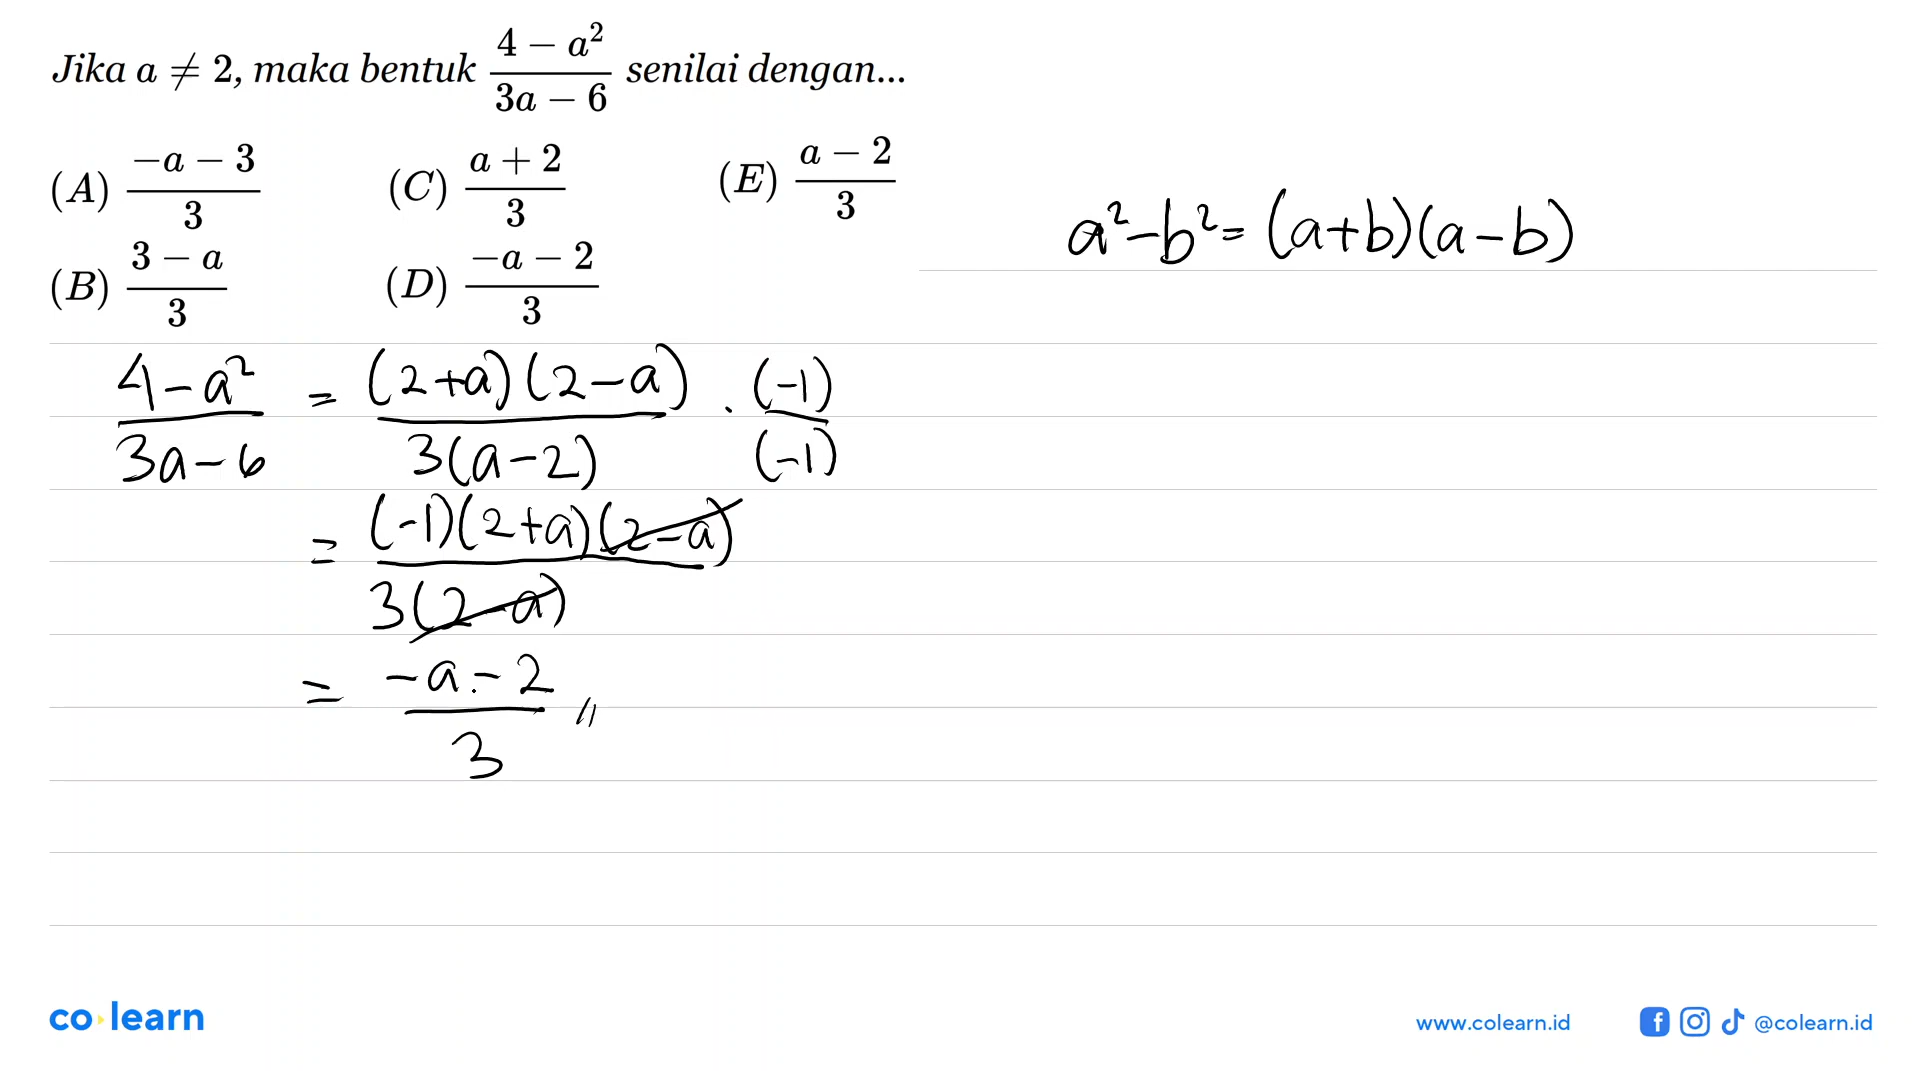 Jika a ≠ 2, maka bentuk (4 − a²)/(3a − 6) senilai dengan...
(A) (−a − 3)/3 (C) (a + 2)/3 (E) (a − 2)/3
(B) (3 − a)/3 (D) (−a − 2)/3
a² − b² = (a+b)(a−b)
(4 − a²)/(3a − 6) = ((2+a)(2−a))/(3(a−2)) · (−1)/(−1)
= ((−1)(2+a)(2−a))/(3(2−a))
= (−a − 2)/3 //
co learn
www.colearn.id @colearn.id